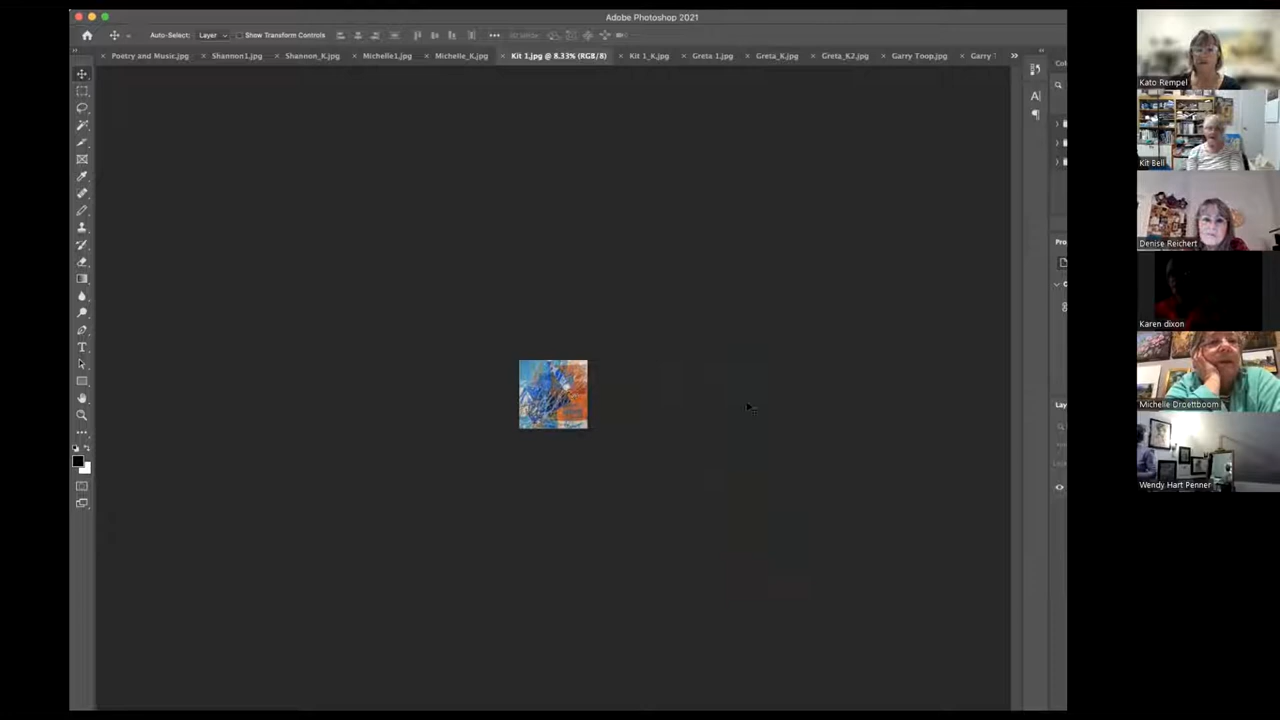 Adobe Photoshop 2021
Auto-Select: Layer Show Transform Controls
Poetry and Music.jpg Shannon1.jpg Shannon_K.jpg Michelle1.jpg Michelle_K.jpg Kit 1.jpg @ 8.33% (RGB/8) Kit 1_K.jpg Greta 1.jpg Greta_K.jpg Greta_K2.jpg Garry Toop.jpg Garry
Kato Rempel
Kit Bell
Denise Reichert
Karen dixon
Michelle Droettboom
Wendy Hart Penner